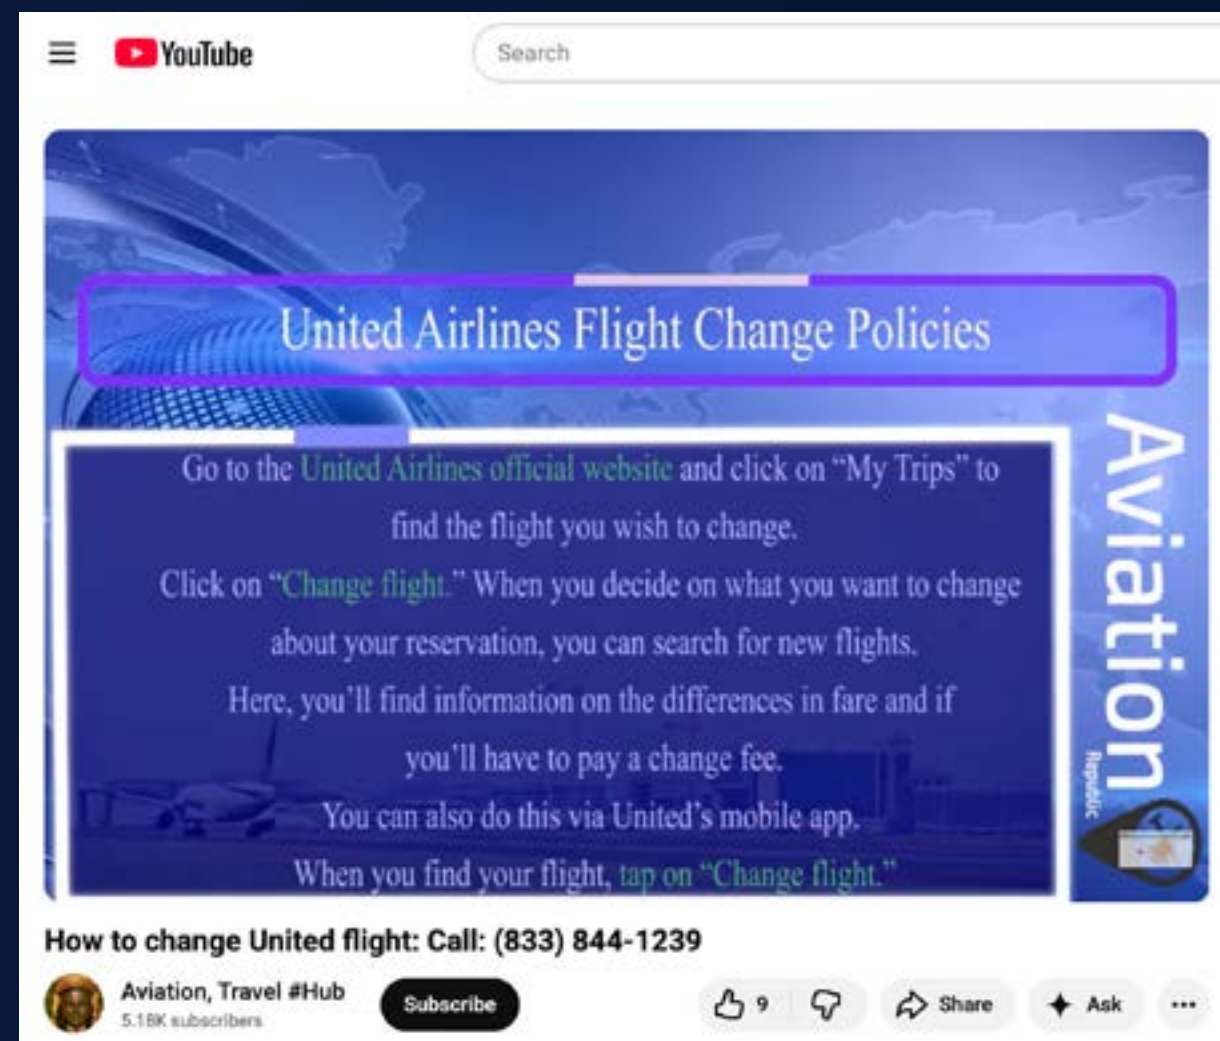 YouTube
Search
United Airlines Flight Change Policies
Go to the United Airlines official website and click on “My Trips” to
find the flight you wish to change.
Click on “Change flight.” When you decide on what you want to change
about your reservation, you can search for new flights.
Here, you’ll find information on the differences in fare and if
you’ll have to pay a change fee.
You can also do this via United’s mobile app.
When you find your flight, tap on “Change flight.”
Aviation
Republic
How to change United flight: Call: (833) 844-1239
Aviation, Travel #Hub
5.18K subscribers
Subscribe
9
Share
Ask